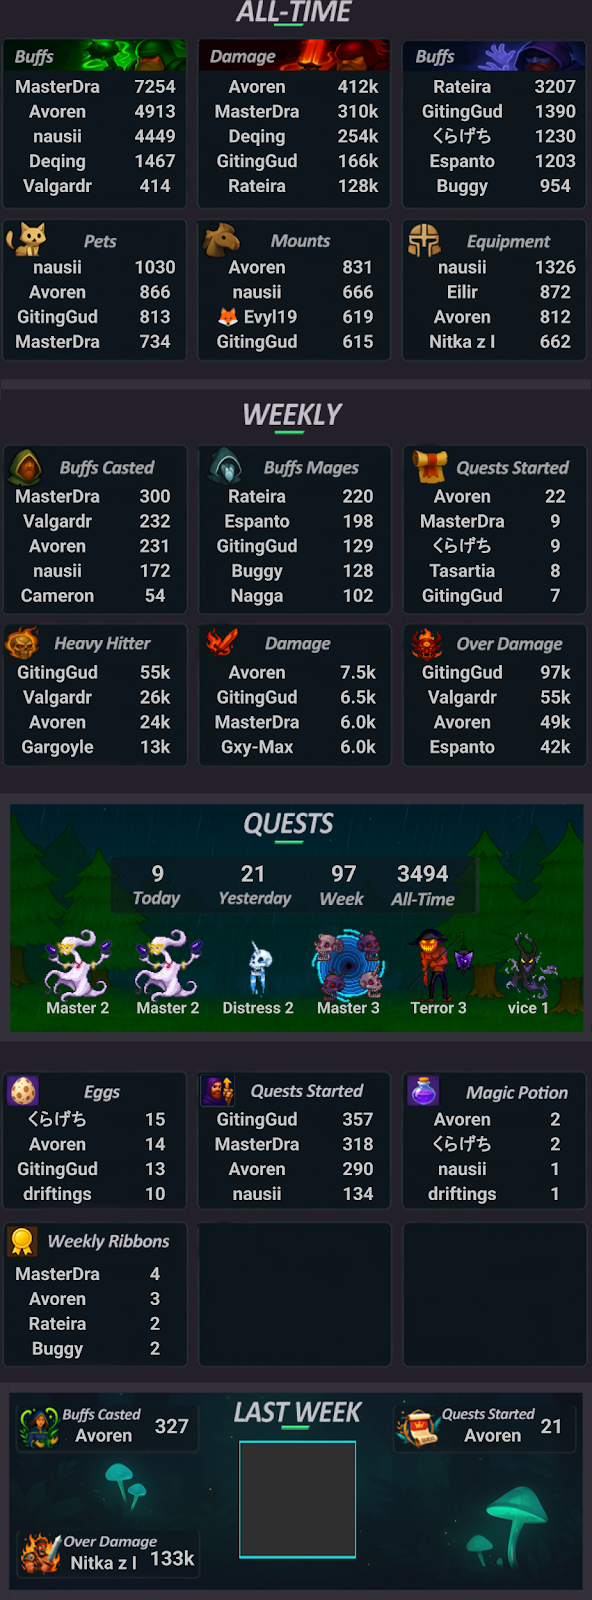 ALL-TIME
Buffs
MasterDra 7254
Avoren 4913
nausii 4449
Deqing 1467
Valgardr 414
Damage
Avoren 412k
MasterDra 310k
Deqing 254k
GitingGud 166k
Rateira 128k
Buffs
Rateira 3207
GitingGud 1390
くらげち 1230
Espanto 1203
Buggy 954
Pets
nausii 1030
Avoren 866
GitingGud 813
MasterDra 734
Mounts
Avoren 831
nausii 666
🦊 Evyl19 619
GitingGud 615
Equipment
nausii 1326
Eilir 872
Avoren 812
Nitka z I 662
WEEKLY
Buffs Casted
MasterDra 300
Valgardr 232
Avoren 231
nausii 172
Cameron 54
Buffs Mages
Rateira 220
Espanto 198
GitingGud 129
Buggy 128
Nagga 102
Quests Started
Avoren 22
MasterDra 9
くらげち 9
Tasartia 8
GitingGud 7
Heavy Hitter
GitingGud 55k
Valgardr 26k
Avoren 24k
Gargoyle 13k
Damage
Avoren 7.5k
GitingGud 6.5k
MasterDra 6.0k
Gxy-Max 6.0k
Over Damage
GitingGud 97k
Valgardr 55k
Avoren 49k
Espanto 42k
QUESTS
9 21 97 3494
Today Yesterday Week All-Time
Master 2 Master 2 Distress 2 Master 3 Terror 3 vice 1
Eggs
くらげち 15
Avoren 14
GitingGud 13
driftings 10
Quests Started
GitingGud 357
MasterDra 318
Avoren 290
nausii 134
Magic Potion
Avoren 2
くらげち 2
nausii 1
driftings 1
Weekly Ribbons
MasterDra 4
Avoren 3
Rateira 2
Buggy 2
LAST WEEK
Buffs Casted
Avoren 327
Quests Started
Avoren 21
Over Damage
Nitka z I 133k